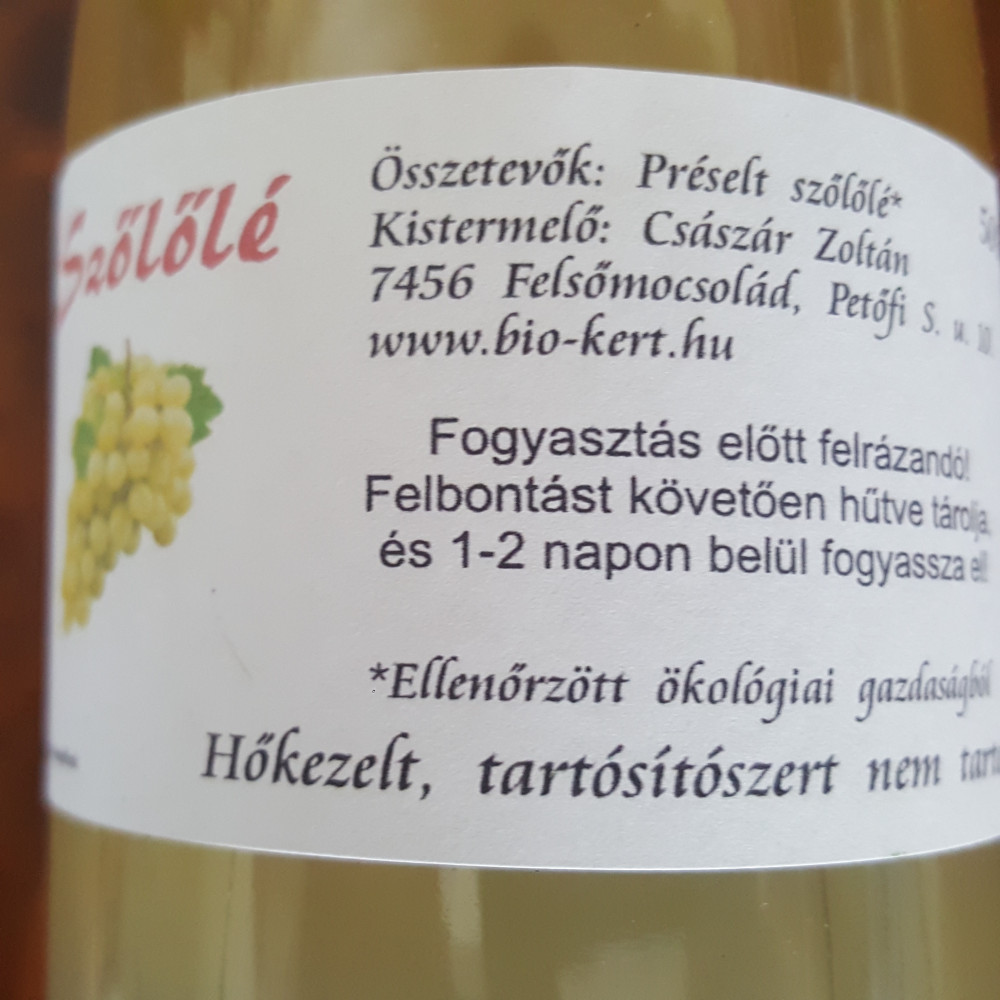 Szőlőlé
Összetevők: Préselt szőlőlé*
Kistermelő: Császár Zoltán
7456 Felsőmocsolád, Petőfi S. u. 10.
www.bio-kert.hu
Fogyasztás előtt felrázandó!
Felbontást követően hűtve tárolja
és 1-2 napon belül fogyassza el!
*Ellenőrzött ökológiai gazdaságból
Hőkezelt, tartósítószert nem